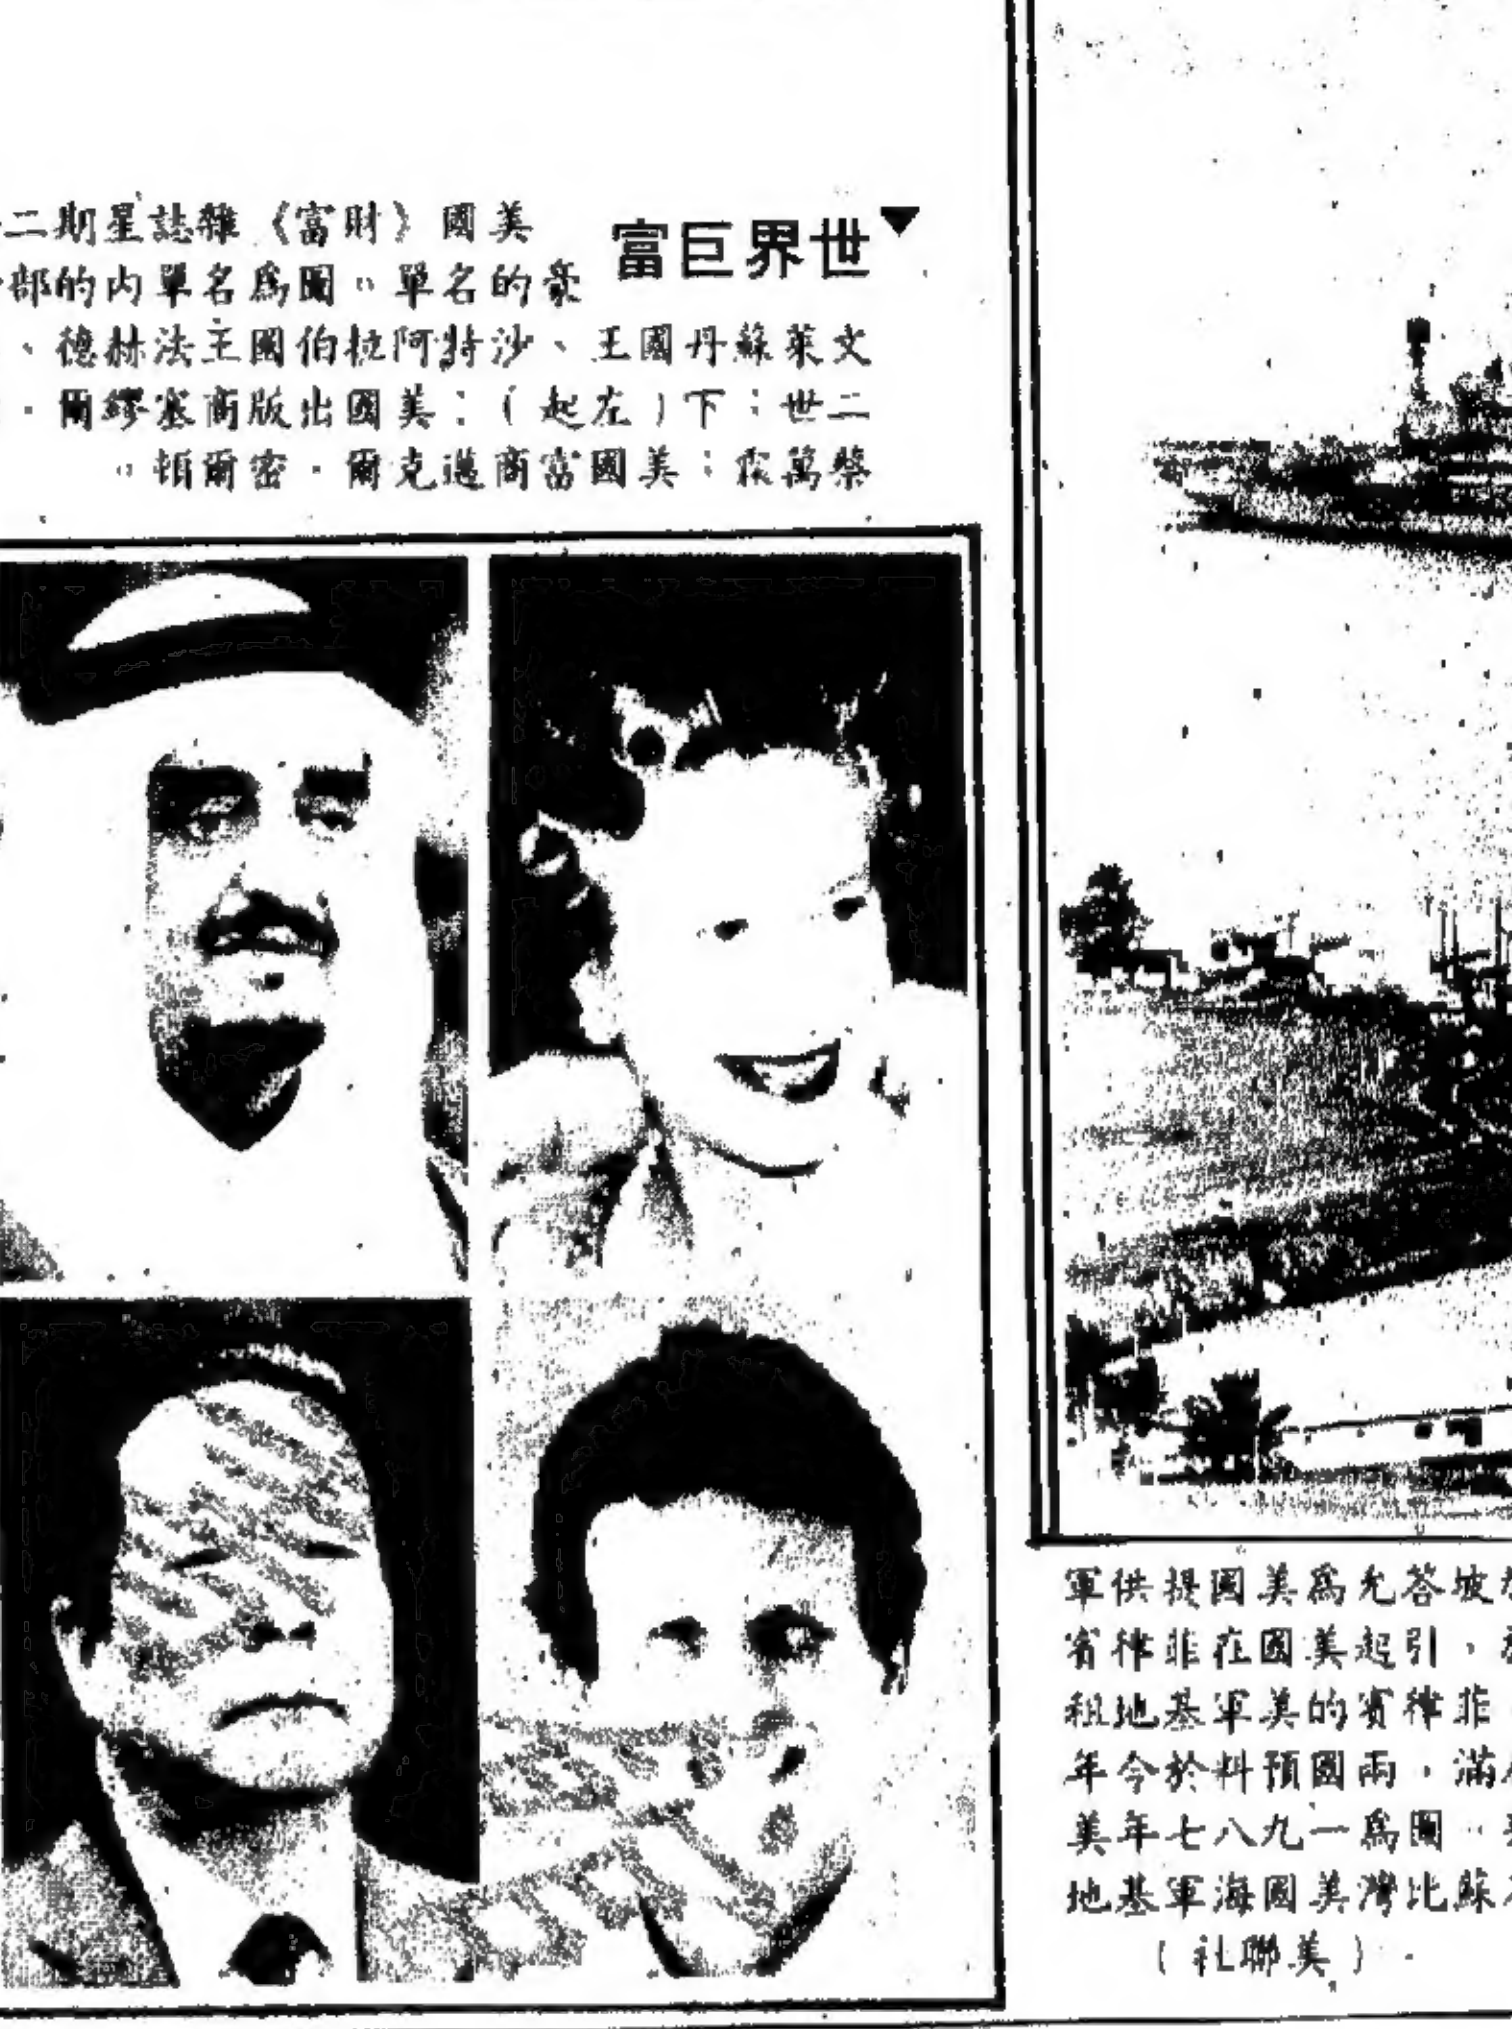 ▼世界巨富
美國《財富》雜誌星期二
豪的名單。圖爲名單內的部
文萊蘇丹國王、沙特阿拉伯國主法赫德、
二世；下（左起）：美國出版商塞繆爾·
蔡萬霖；美國富商邁克爾·密爾頓。
坡答允爲美國提供軍
，引起美國在菲律賓
菲律賓的美軍基地租
滿，兩國預料於今年
。圖爲一九八七年美
蘇比灣美國海軍基地
。（美聯社）